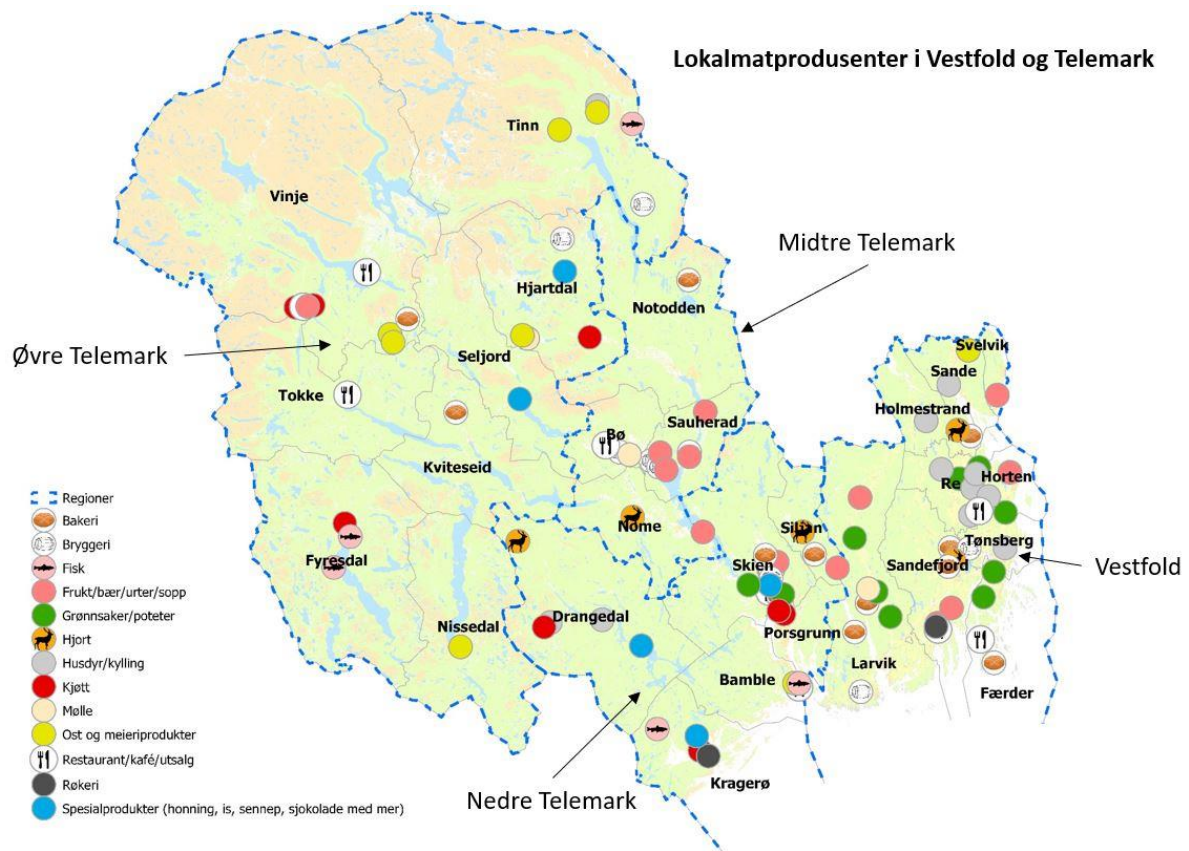 Lokalmatprodusenter i Vestfold og Telemark
Tinn
Vinje
Midtre Telemark
Hjartdal
Notodden
Øvre Telemark
Seljord
Svelvik
Sande
Tokke
Holmestrand
Sauherad
Bø
Kviteseid
Re
Horten
Nome
Siljan
Tønsberg
Fyresdal
Skien
Sandefjord
Vestfold
Drangedal
Nissedal
Porsgrunn
Larvik
Bamble
Færder
Kragerø
Nedre Telemark
Regioner
Bakeri
Bryggeri
Fisk
Frukt/bær/urter/sopp
Grønnsaker/poteter
Hjort
Husdyr/kylling
Kjøtt
Mølle
Ost og meieriprodukter
Restaurant/kafé/utsalg
Røkeri
Spesialprodukter (honning, is, sennep, sjokolade med mer)